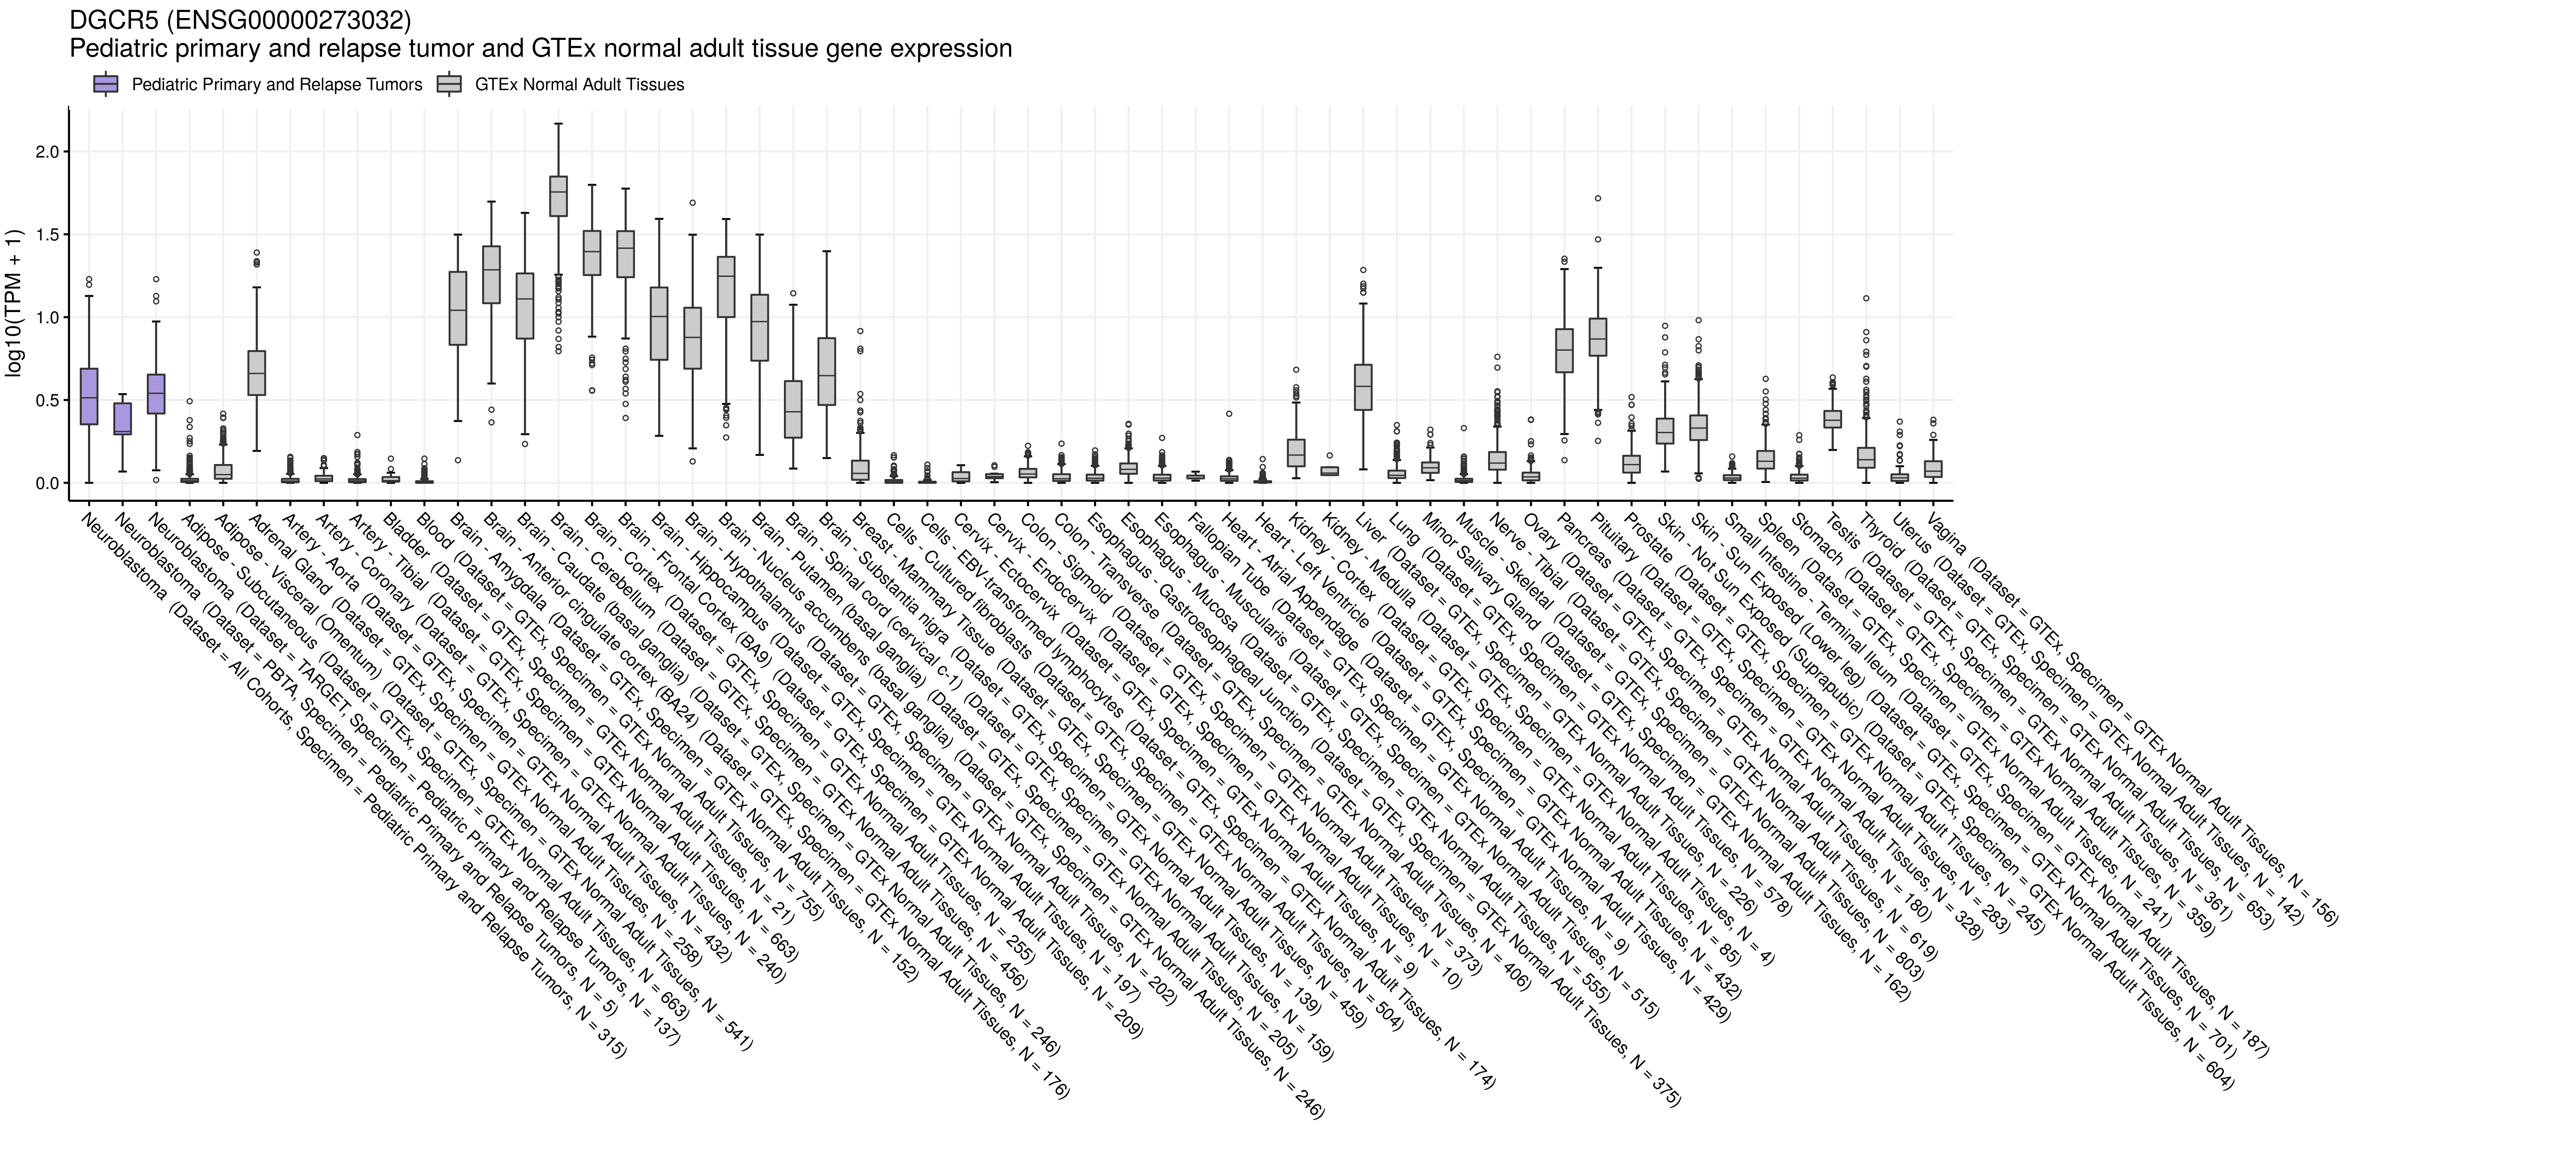 DGCR5 (ENSG00000273032)
Pediatric primary and relapse tumor and GTEx normal adult tissue gene expression
Pediatric Primary and Relapse Tumors
GTEx Normal Adult Tissues
log10(TPM + 1)
2.0
1.5
1.0
0.5
0.0
Neuroblastoma (Dataset = All Cohorts, Specimen = Pediatric Primary and Relapse Tumors, N = 315)
Neuroblastoma (Dataset = PBTA, Specimen = Pediatric Primary and Relapse Tumors, N = 5)
Neuroblastoma (Dataset = TARGET, Specimen = Pediatric Primary and Relapse Tumors, N = 137)
Adipose - Subcutaneous (Dataset = GTEx, Specimen = GTEx Normal Adult Tissues, N = 663)
Adipose - Visceral (Omentum) (Dataset = GTEx, Specimen = GTEx Normal Adult Tissues, N = 541)
Adrenal Gland (Dataset = GTEx, Specimen = GTEx Normal Adult Tissues, N = 258)
Artery - Aorta (Dataset = GTEx, Specimen = GTEx Normal Adult Tissues, N = 432)
Artery - Coronary (Dataset = GTEx, Specimen = GTEx Normal Adult Tissues, N = 240)
Artery - Tibial (Dataset = GTEx, Specimen = GTEx Normal Adult Tissues, N = 663)
Bladder (Dataset = GTEx, Specimen = GTEx Normal Adult Tissues, N = 21)
Blood (Dataset = GTEx, Specimen = GTEx Normal Adult Tissues, N = 755)
Brain - Amygdala (Dataset = GTEx, Specimen = GTEx Normal Adult Tissues, N = 152)
Brain - Anterior cingulate cortex (BA24) (Dataset = GTEx, Specimen = GTEx Normal Adult Tissues, N = 176)
Brain - Caudate (basal ganglia) (Dataset = GTEx, Specimen = GTEx Normal Adult Tissues, N = 246)
Brain - Cerebellum (Dataset = GTEx, Specimen = GTEx Normal Adult Tissues, N = 456)
Brain - Cortex (Dataset = GTEx, Specimen = GTEx Normal Adult Tissues, N = 255)
Brain - Frontal Cortex (BA9) (Dataset = GTEx, Specimen = GTEx Normal Adult Tissues, N = 209)
Brain - Hippocampus (Dataset = GTEx, Specimen = GTEx Normal Adult Tissues, N = 197)
Brain - Hypothalamus (Dataset = GTEx, Specimen = GTEx Normal Adult Tissues, N = 202)
Brain - Nucleus accumbens (basal ganglia) (Dataset = GTEx, Specimen = GTEx Normal Adult Tissues, N = 246)
Brain - Putamen (basal ganglia) (Dataset = GTEx, Specimen = GTEx Normal Adult Tissues, N = 205)
Brain - Spinal cord (cervical c-1) (Dataset = GTEx, Specimen = GTEx Normal Adult Tissues, N = 159)
Brain - Substantia nigra (Dataset = GTEx, Specimen = GTEx Normal Adult Tissues, N = 139)
Breast - Mammary Tissue (Dataset = GTEx, Specimen = GTEx Normal Adult Tissues, N = 459)
Cells - Cultured fibroblasts (Dataset = GTEx, Specimen = GTEx Normal Adult Tissues, N = 504)
Cells - EBV-transformed lymphocytes (Dataset = GTEx, Specimen = GTEx Normal Adult Tissues, N = 174)
Cervix - Ectocervix (Dataset = GTEx, Specimen = GTEx Normal Adult Tissues, N = 9)
Cervix - Endocervix (Dataset = GTEx, Specimen = GTEx Normal Adult Tissues, N = 10)
Colon - Sigmoid (Dataset = GTEx, Specimen = GTEx Normal Adult Tissues, N = 373)
Colon - Transverse (Dataset = GTEx, Specimen = GTEx Normal Adult Tissues, N = 406)
Esophagus - Gastroesophageal Junction (Dataset = GTEx, Specimen = GTEx Normal Adult Tissues, N = 375)
Esophagus - Mucosa (Dataset = GTEx, Specimen = GTEx Normal Adult Tissues, N = 555)
Esophagus - Muscularis (Dataset = GTEx, Specimen = GTEx Normal Adult Tissues, N = 515)
Fallopian Tube (Dataset = GTEx, Specimen = GTEx Normal Adult Tissues, N = 9)
Heart - Atrial Appendage (Dataset = GTEx, Specimen = GTEx Normal Adult Tissues, N = 429)
Heart - Left Ventricle (Dataset = GTEx, Specimen = GTEx Normal Adult Tissues, N = 432)
Kidney - Cortex (Dataset = GTEx, Specimen = GTEx Normal Adult Tissues, N = 85)
Kidney - Medulla (Dataset = GTEx, Specimen = GTEx Normal Adult Tissues, N = 4)
Liver (Dataset = GTEx, Specimen = GTEx Normal Adult Tissues, N = 226)
Lung (Dataset = GTEx, Specimen = GTEx Normal Adult Tissues, N = 578)
Minor Salivary Gland (Dataset = GTEx, Specimen = GTEx Normal Adult Tissues, N = 162)
Muscle - Skeletal (Dataset = GTEx, Specimen = GTEx Normal Adult Tissues, N = 803)
Nerve - Tibial (Dataset = GTEx, Specimen = GTEx Normal Adult Tissues, N = 619)
Ovary (Dataset = GTEx, Specimen = GTEx Normal Adult Tissues, N = 180)
Pancreas (Dataset = GTEx, Specimen = GTEx Normal Adult Tissues, N = 328)
Pituitary (Dataset = GTEx, Specimen = GTEx Normal Adult Tissues, N = 283)
Prostate (Dataset = GTEx, Specimen = GTEx Normal Adult Tissues, N = 245)
Skin - Not Sun Exposed (Suprapubic) (Dataset = GTEx, Specimen = GTEx Normal Adult Tissues, N = 604)
Skin - Sun Exposed (Lower leg) (Dataset = GTEx, Specimen = GTEx Normal Adult Tissues, N = 701)
Small Intestine - Terminal Ileum (Dataset = GTEx, Specimen = GTEx Normal Adult Tissues, N = 187)
Spleen (Dataset = GTEx, Specimen = GTEx Normal Adult Tissues, N = 241)
Stomach (Dataset = GTEx, Specimen = GTEx Normal Adult Tissues, N = 359)
Testis (Dataset = GTEx, Specimen = GTEx Normal Adult Tissues, N = 361)
Thyroid (Dataset = GTEx, Specimen = GTEx Normal Adult Tissues, N = 653)
Uterus (Dataset = GTEx, Specimen = GTEx Normal Adult Tissues, N = 142)
Vagina (Dataset = GTEx, Specimen = GTEx Normal Adult Tissues, N = 156)